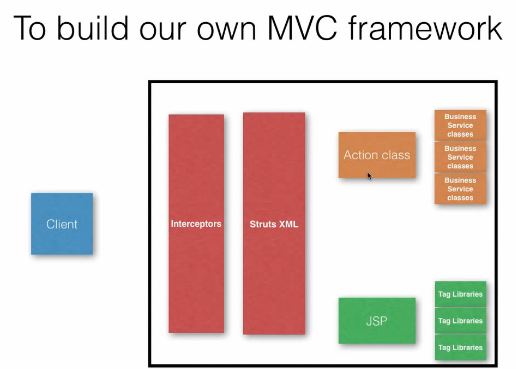 To build our own MVC framework
Client
Interceptors
Struts XML
Action class
Business
Service
classes
Business
Service
classes
Business
Service
classes
JSP
Tag Libraries
Tag Libraries
Tag Libraries